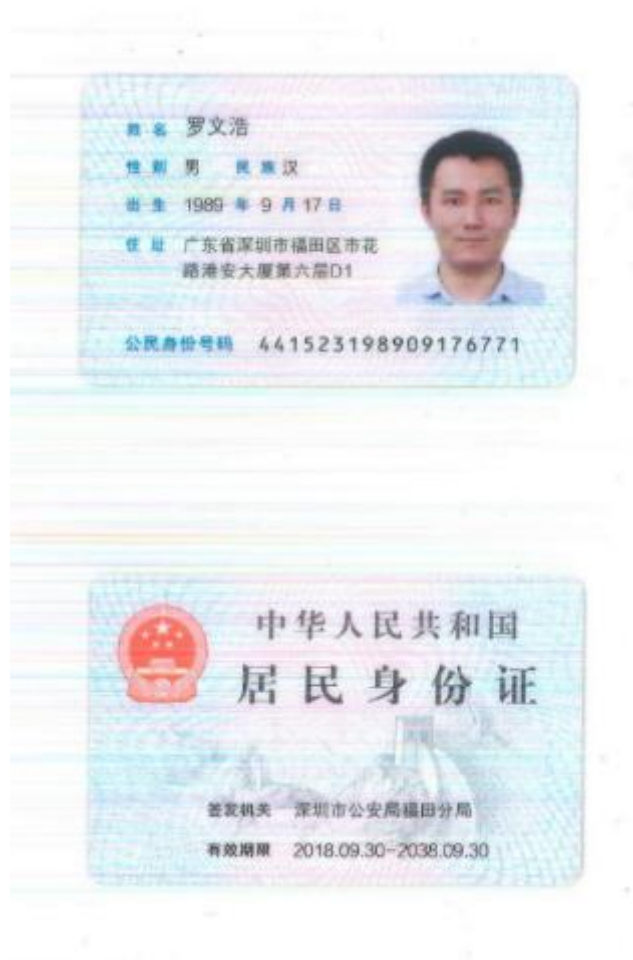 姓名 罗文浩
性别 男 民族 汉
出生 1989 年 9 月 17 日
住址 广东省深圳市福田区市花
路港安大厦第六层D1
公民身份号码 441523198909176771
中华人民共和国
居民身份证
签发机关 深圳市公安局福田分局
有效期限 2018.09.30-2038.09.30